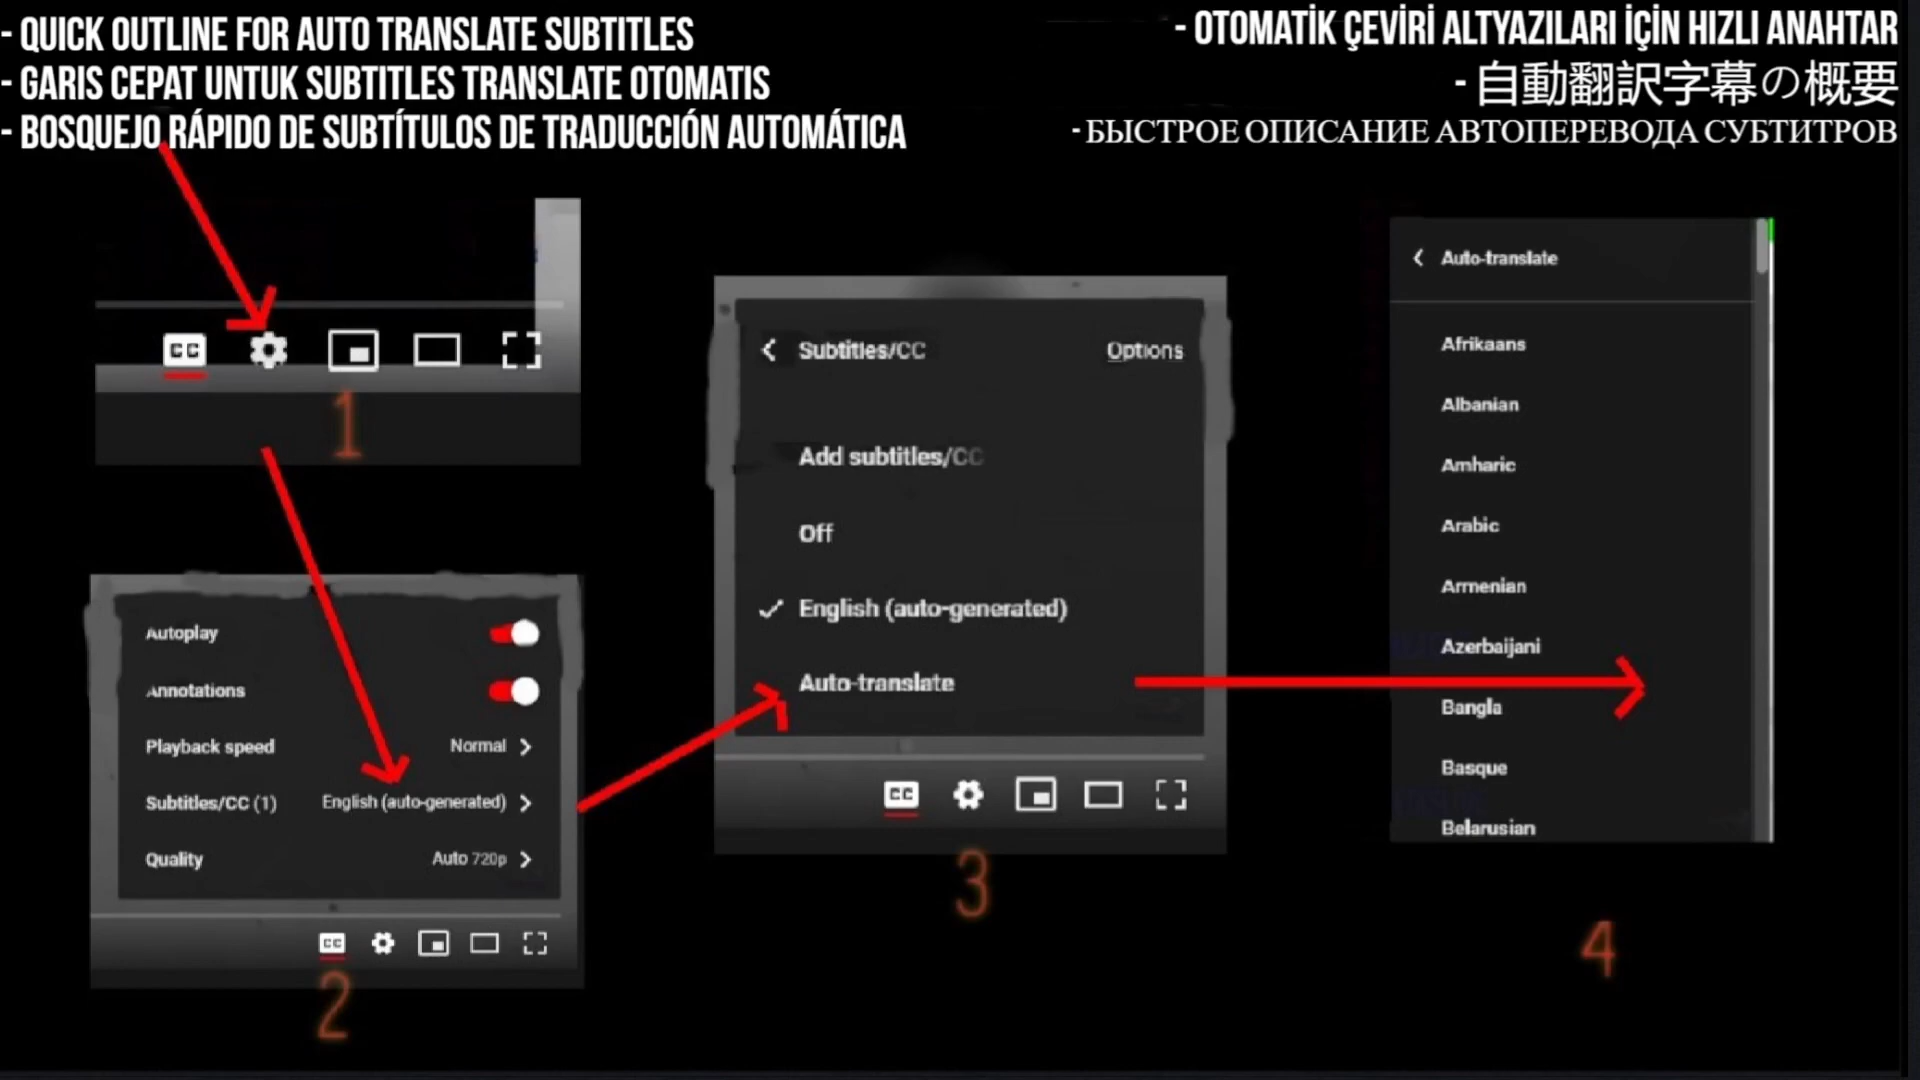 - QUICK OUTLINE FOR AUTO TRANSLATE SUBTITLES
- GARIS CEPAT UNTUK SUBTITLES TRANSLATE OTOMATIS
- BOSQUEJO RÁPIDO DE SUBTÍTULOS DE TRADUCCIÓN AUTOMÁTICA
- OTOMATİK ÇEVİRİ ALTYAZILARI İÇİN HIZLI ANAHTAR
- 自動翻訳字幕の概要
- БЫСТРОЕ ОПИСАНИЕ АВТОПЕРЕВОДА СУБТИТРОВ
CC
1
Autoplay
Annotations
Playback speed Normal
Subtitles/CC (1) English (auto-generated)
Quality Auto 720p
CC
2
Subtitles/CC Options
Add subtitles/CC
Off
English (auto-generated)
Auto-translate
CC
3
Auto-translate
Afrikaans
Albanian
Amharic
Arabic
Armenian
Azerbaijani
Bangla
Basque
Belarusian
4